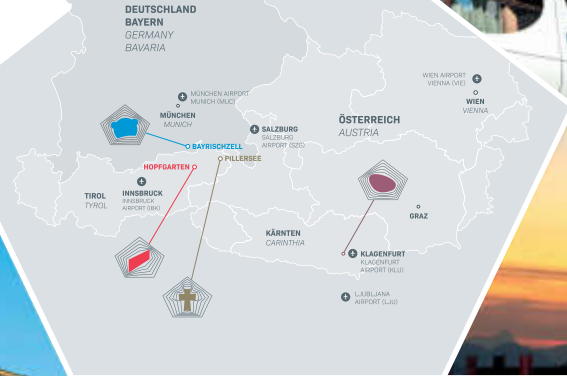 DEUTSCHLAND
BAYERN
GERMANY
BAVARIA
MÜNCHEN AIRPORT
MUNICH (MUC)
MÜNCHEN
MUNICH
WIEN AIRPORT
VIENNA (VIE)
WIEN
VIENNA
ÖSTERREICH
AUSTRIA
SALZBURG
SALZBURG
AIRPORT (SZG)
BAYRISCHZELL
PILLERSEE
HOPFGARTEN
TIROL
TYROL
INNSBRUCK
INNSBRUCK
AIRPORT (IBK)
GRAZ
KÄRNTEN
CARINTHIA
KLAGENFURT
KLAGENFURT
AIRPORT (KLU)
LJUBLJANA
AIRPORT (LJU)